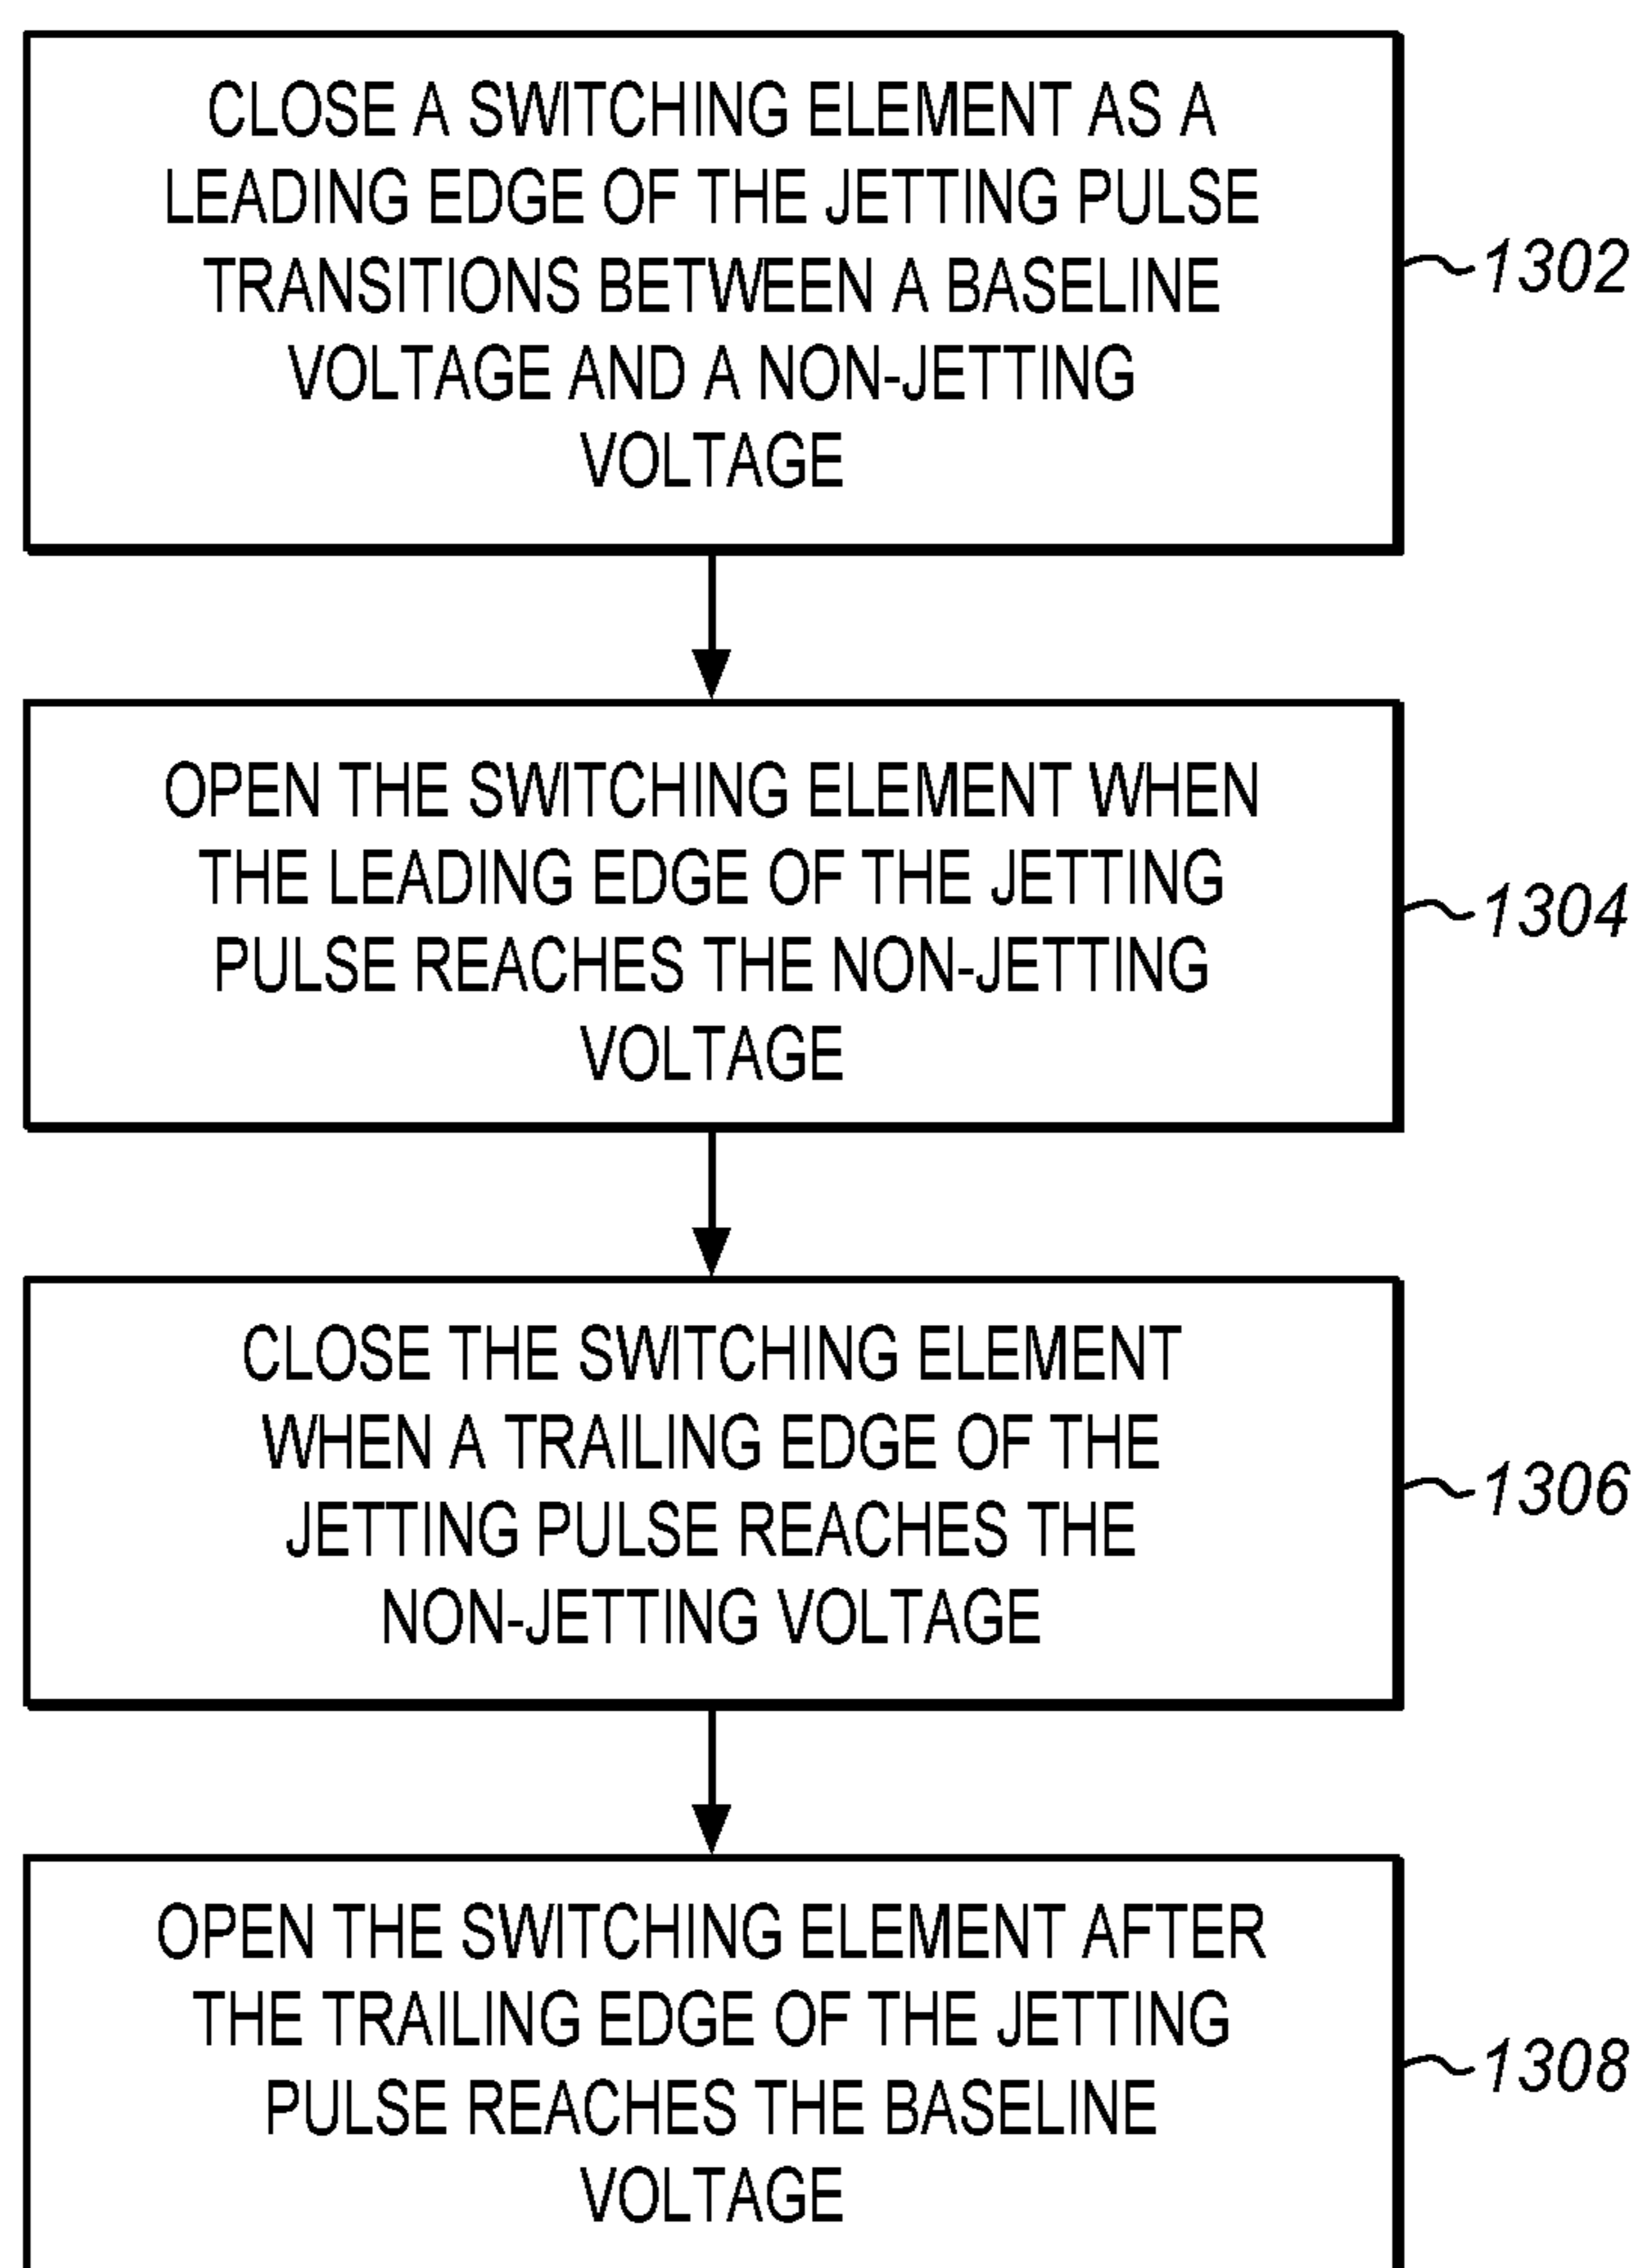 CLOSE A SWITCHING ELEMENT AS A
LEADING EDGE OF THE JETTING PULSE
TRANSITIONS BETWEEN A BASELINE
VOLTAGE AND A NON-JETTING
VOLTAGE
1302
OPEN THE SWITCHING ELEMENT WHEN
THE LEADING EDGE OF THE JETTING
PULSE REACHES THE NON-JETTING
VOLTAGE
1304
CLOSE THE SWITCHING ELEMENT
WHEN A TRAILING EDGE OF THE
JETTING PULSE REACHES THE
NON-JETTING VOLTAGE
1306
OPEN THE SWITCHING ELEMENT AFTER
THE TRAILING EDGE OF THE JETTING
PULSE REACHES THE BASELINE
VOLTAGE
1308